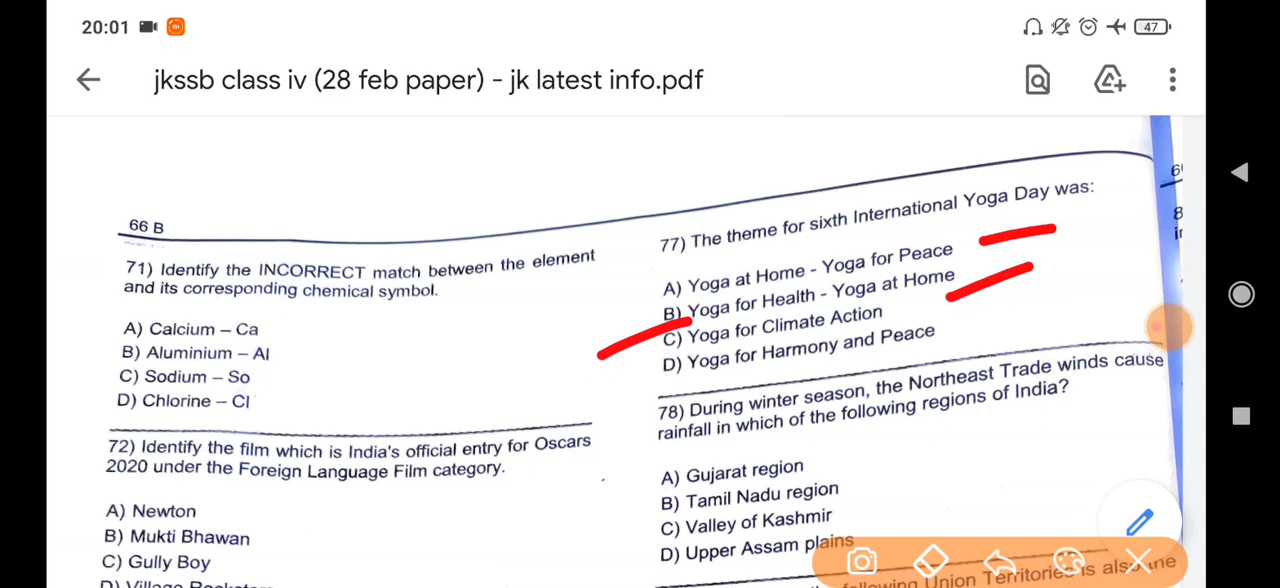 20:01
47
jkssb class iv (28 feb paper) - jk latest info.pdf
66 B
71) Identify the INCORRECT match between the element
and its corresponding chemical symbol.
A) Calcium – Ca
B) Aluminium – Al
C) Sodium – So
D) Chlorine – Cl
72) Identify the film which is India's official entry for Oscars
2020 under the Foreign Language Film category.
A) Newton
B) Mukti Bhawan
C) Gully Boy
D) Village
77) The theme for sixth International Yoga Day was:
A) Yoga at Home - Yoga for Peace
B) Yoga for Health - Yoga at Home
C) Yoga for Climate Action
D) Yoga for Harmony and Peace
78) During winter season, the Northeast Trade winds cause
rainfall in which of the following regions of India?
A) Gujarat region
B) Tamil Nadu region
C) Valley of Kashmir
D) Upper Assam plains
following Union Territories is also the